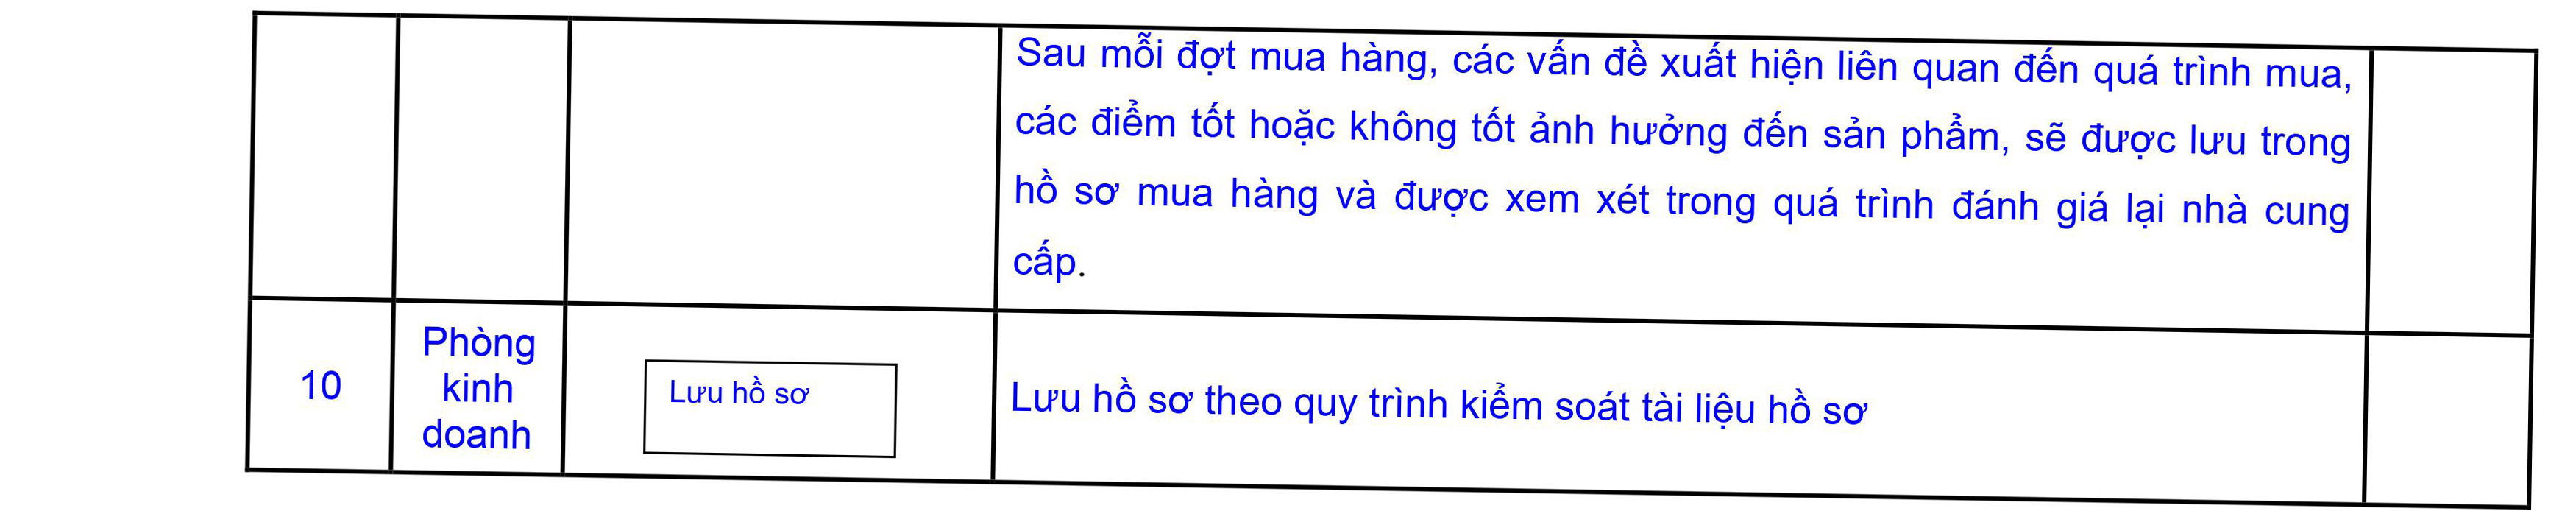 Sau mỗi đợt mua hàng, các vấn đề xuất hiện liên quan đến quá trình mua,
các điểm tốt hoặc không tốt ảnh hưởng đến sản phẩm, sẽ được lưu trong
hồ sơ mua hàng và được xem xét trong quá trình đánh giá lại nhà cung
cấp.
10
Phòng
kinh
doanh
Lưu hồ sơ
Lưu hồ sơ theo quy trình kiểm soát tài liệu hồ sơ